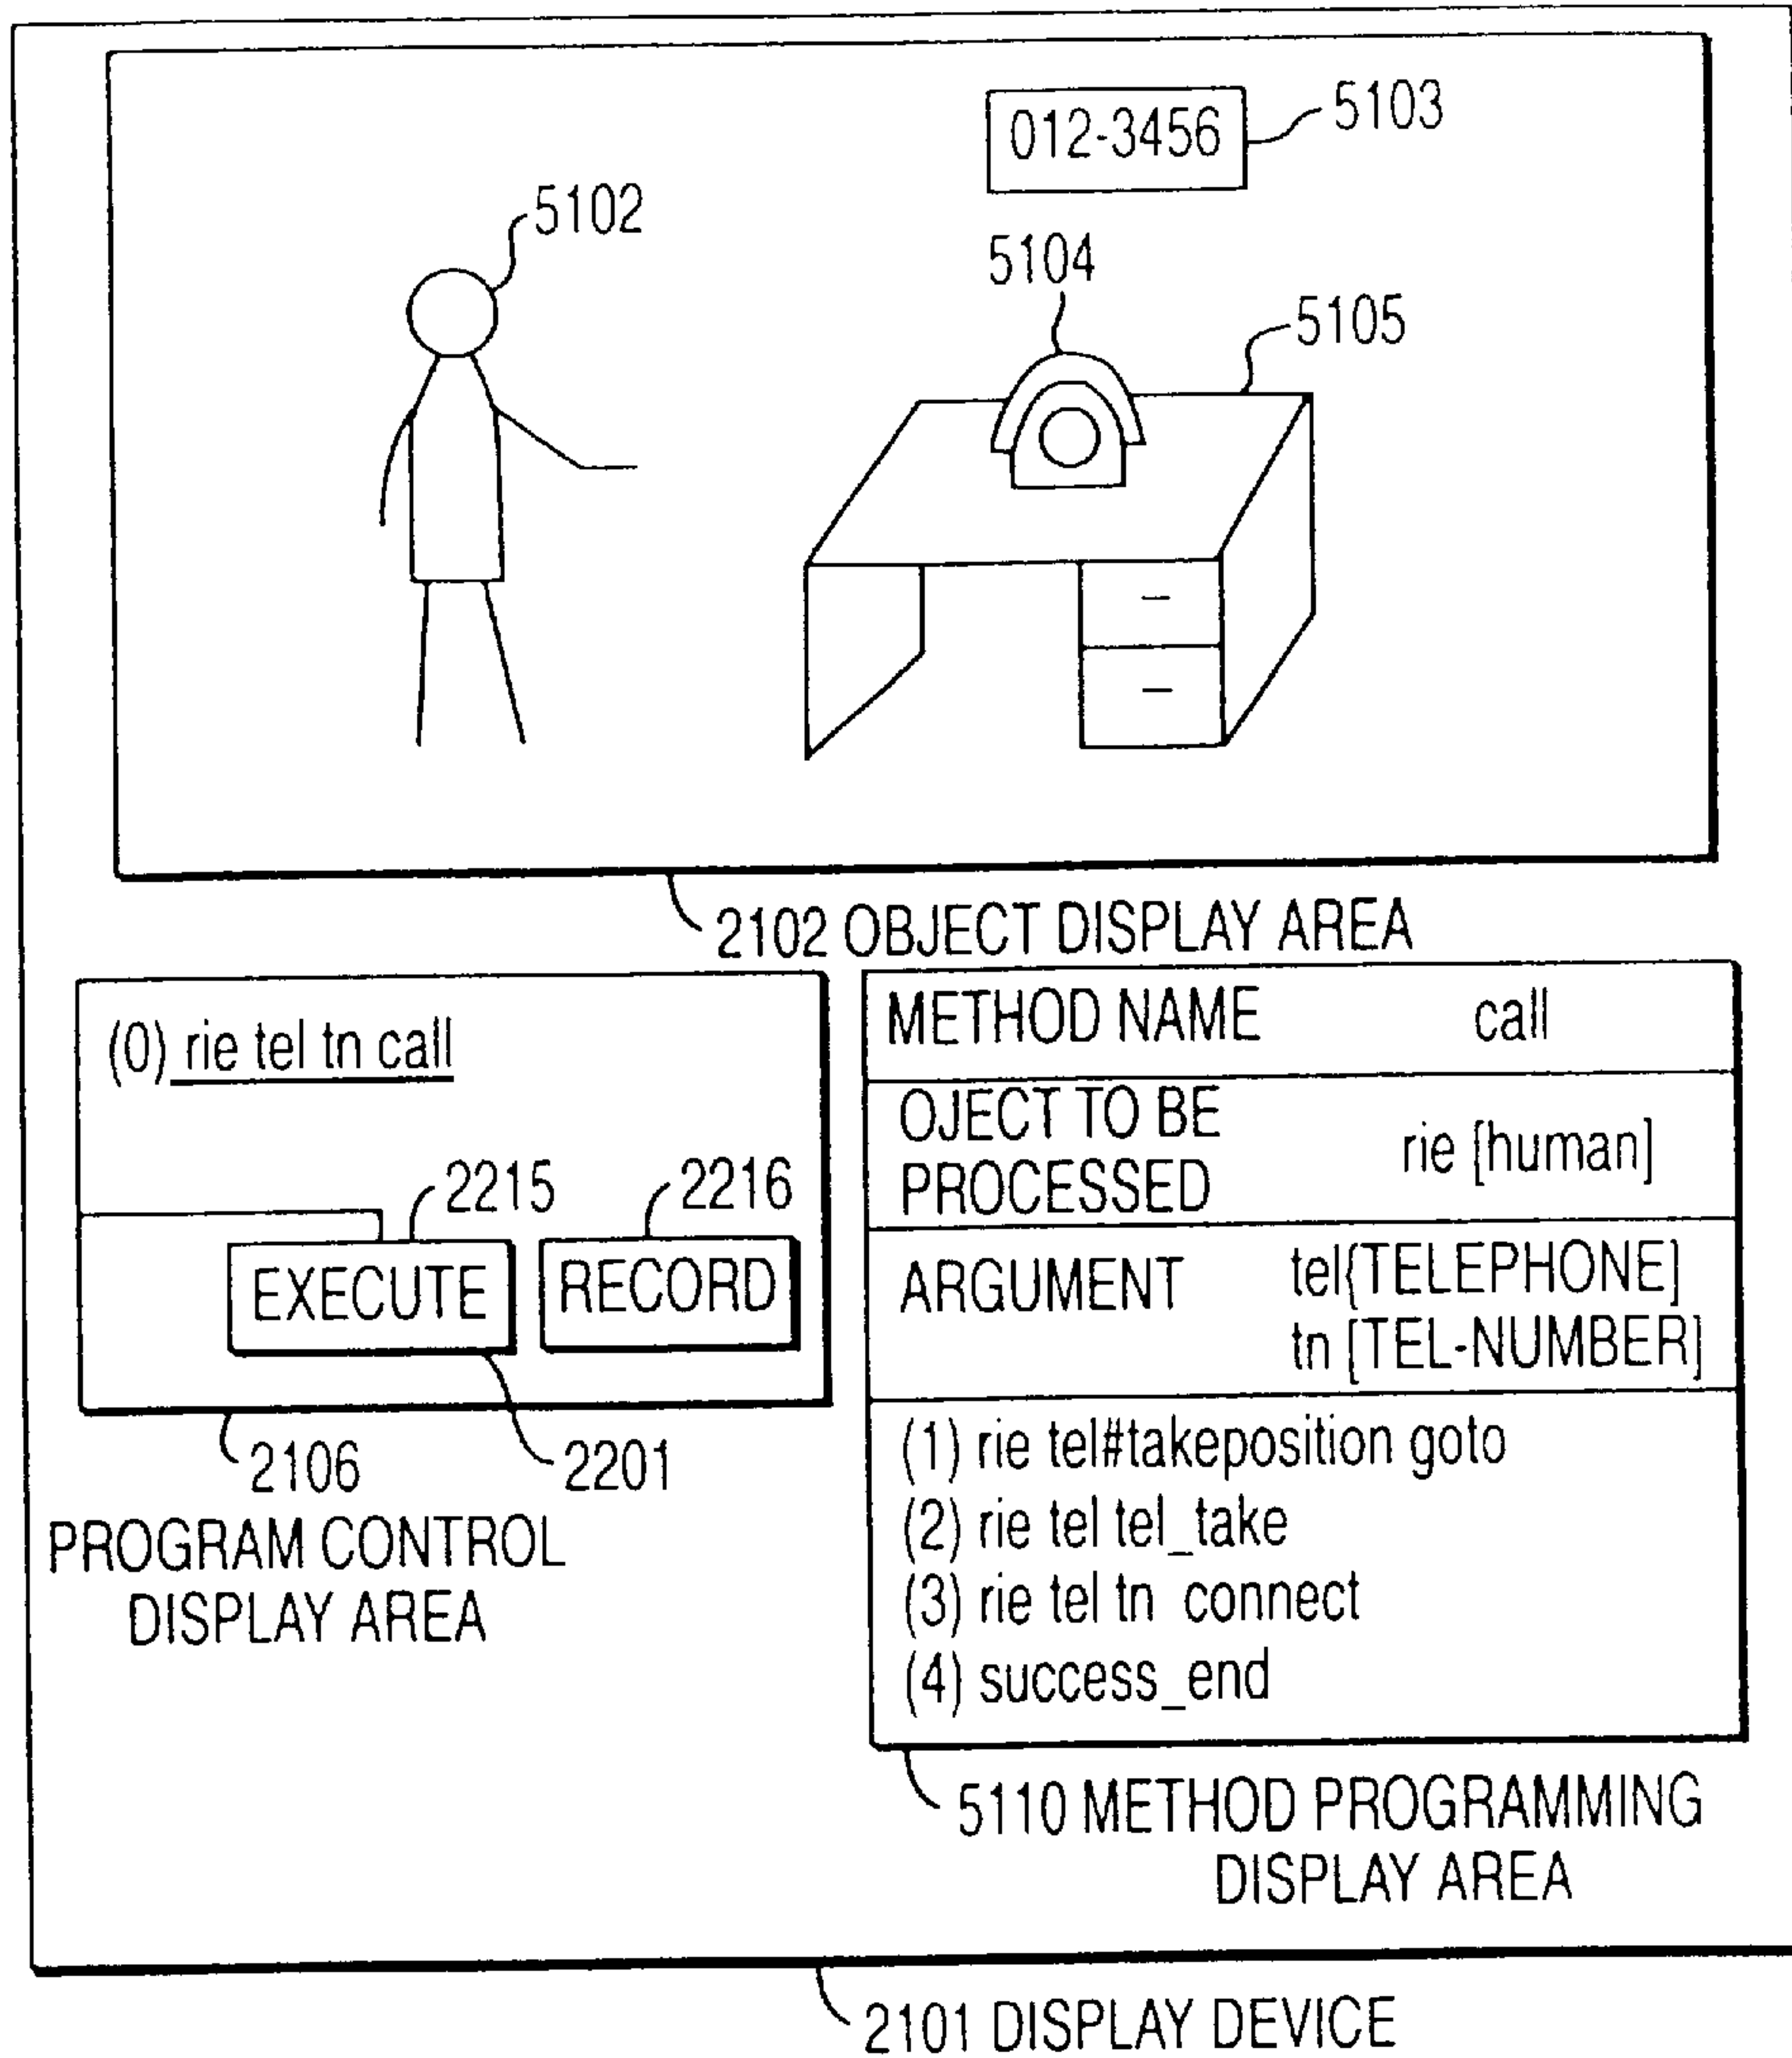 012-3456
5103
5102
5104
5105
2102 OBJECT DISPLAY AREA
(0) rie tel tn call
2215
2216
EXECUTE
RECORD
2106
2201
PROGRAM CONTROL
DISPLAY AREA
METHOD NAME call
OJECT TO BE
PROCESSED
rie [human]
ARGUMENT
tel{TELEPHONE]
tn [TEL-NUMBER]
(1) rie tel#takeposition goto
(2) rie tel tel_take
(3) rie tel tn connect
(4) success_end
5110 METHOD PROGRAMMING
DISPLAY AREA
2101 DISPLAY DEVICE